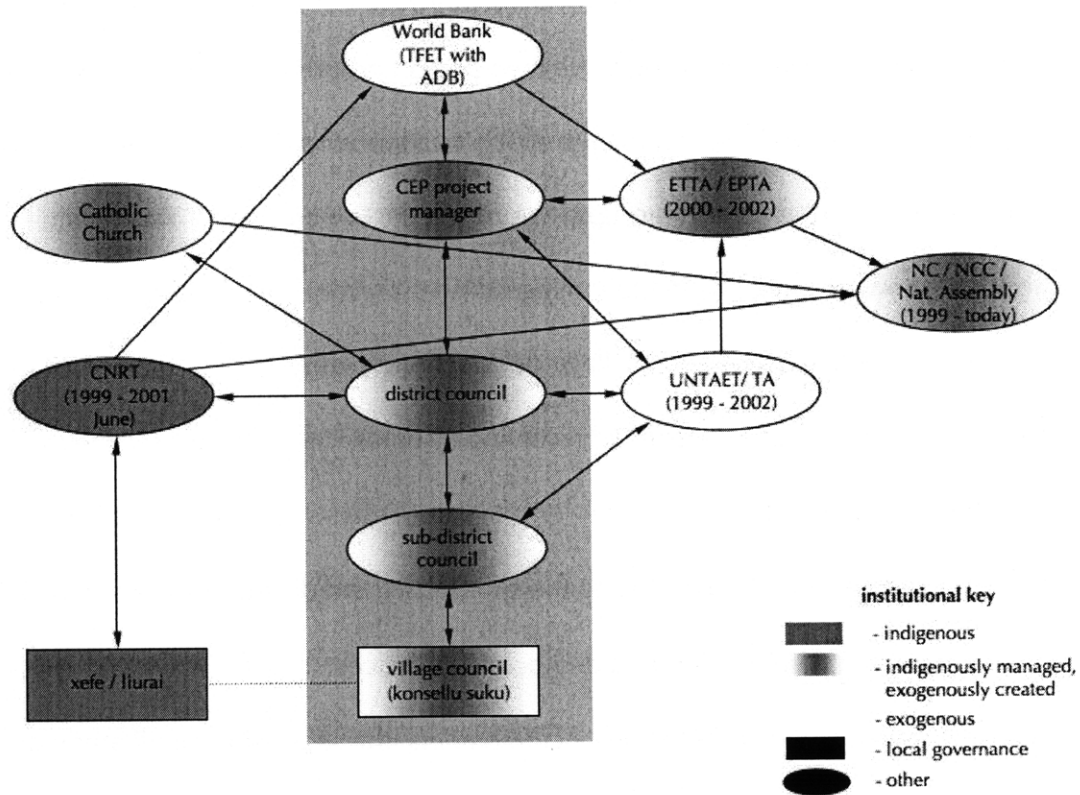 World Bank
(TFET with
ADB)
CEP project
manager
ETTA / EPTA
(2000 - 2002)
Catholic
Church
NC / NCC /
Nat. Assembly
(1999 - today)
CNRT
(1999 - 2001
June)
district council
UNTAET/ TA
(1999 - 2002)
sub-district
council
xefe / liurai
village council
(konsellu suku)
institutional key
- indigenous
- indigenously managed,
exogenously created
- exogenous
- local governance
- other